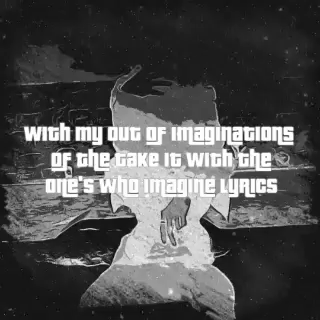 with my out of imaginations
of the take it with the
one's who imagine lyrics